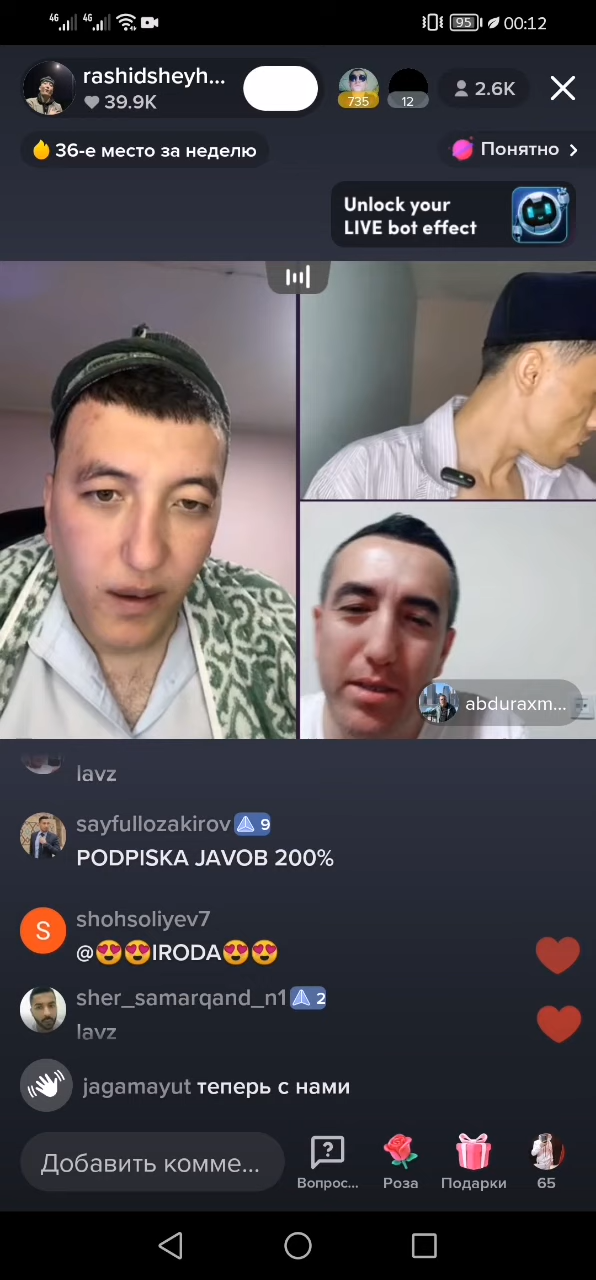 4G 4G 95 00:12
rashidsheyh...
39.9K
735
12
2.6K
36-е место за неделю
Понятно
Unlock your
LIVE bot effect
abduraxm...
lavz
sayfullozakirov 9
PODPISKA JAVOB 200%
S
shohsoliyev7
@😍😍IRODA😍😍
sher_samarqand_n1 2
lavz
jagamayut теперь с нами
Добавить комме...
Вопрос...
Роза
Подарки
65